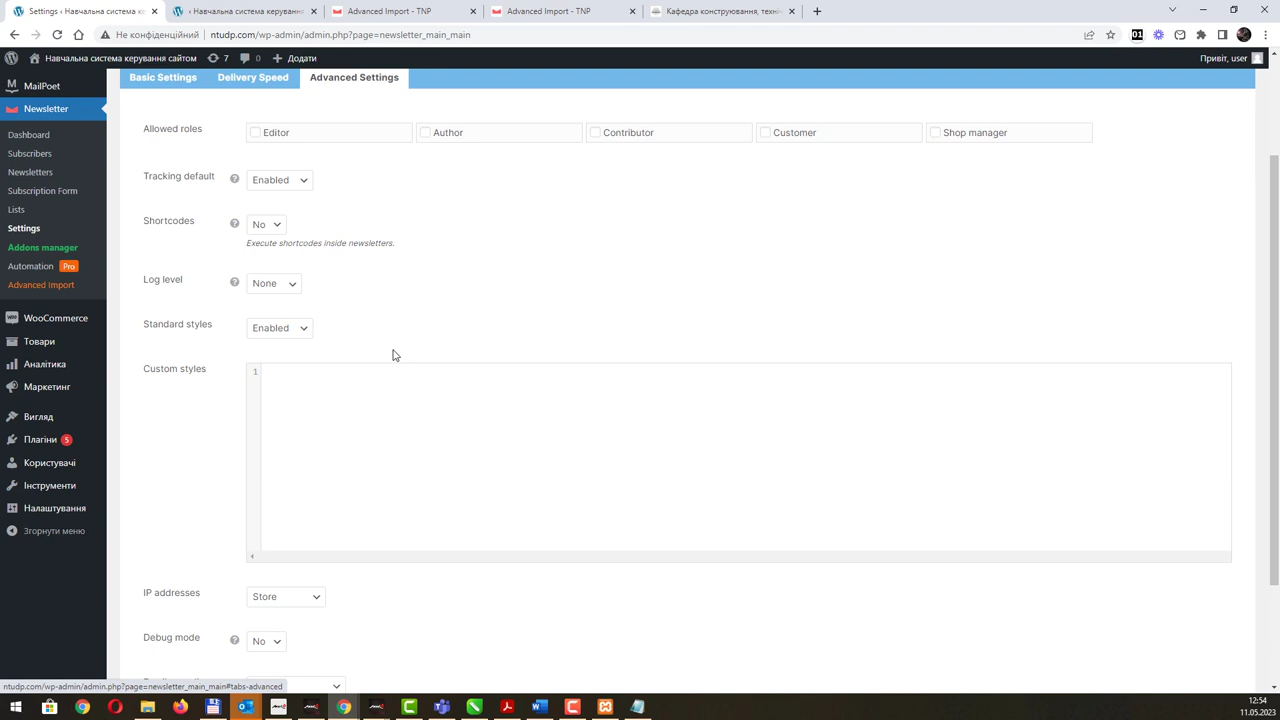 Settings ‹ Навчальна система ке
‹ Навчальна система керування
Advanced Import - TNP
Advanced Import - TNP
Кафедра конструювання, техніч
Не конфіденційний
ntudp.com/wp-admin/admin.php?page=newsletter_main_main
01
Навчальна система керування сайтом
7
0
Додати
Привіт, user
MailPoet
Newsletter
Dashboard
Subscribers
Newsletters
Subscription Form
Lists
Settings
Addons manager
Automation
Pro
Advanced Import
WooCommerce
Товари
Аналітика
Маркетинг
Вигляд
Плагіни 5
Користувачі
Інструменти
Налаштування
Згорнути меню
Basic Settings
Delivery Speed
Advanced Settings
Allowed roles
Editor
Author
Contributor
Customer
Shop manager
Tracking default
Enabled
Shortcodes
No
Execute shortcodes inside newsletters.
Log level
None
Standard styles
Enabled
Custom styles
1
IP addresses
Store
Debug mode
No
ntudp.com/wp-admin/admin.php?page=newsletter_main_main#tabs-advanced
12:54
11.05.2023